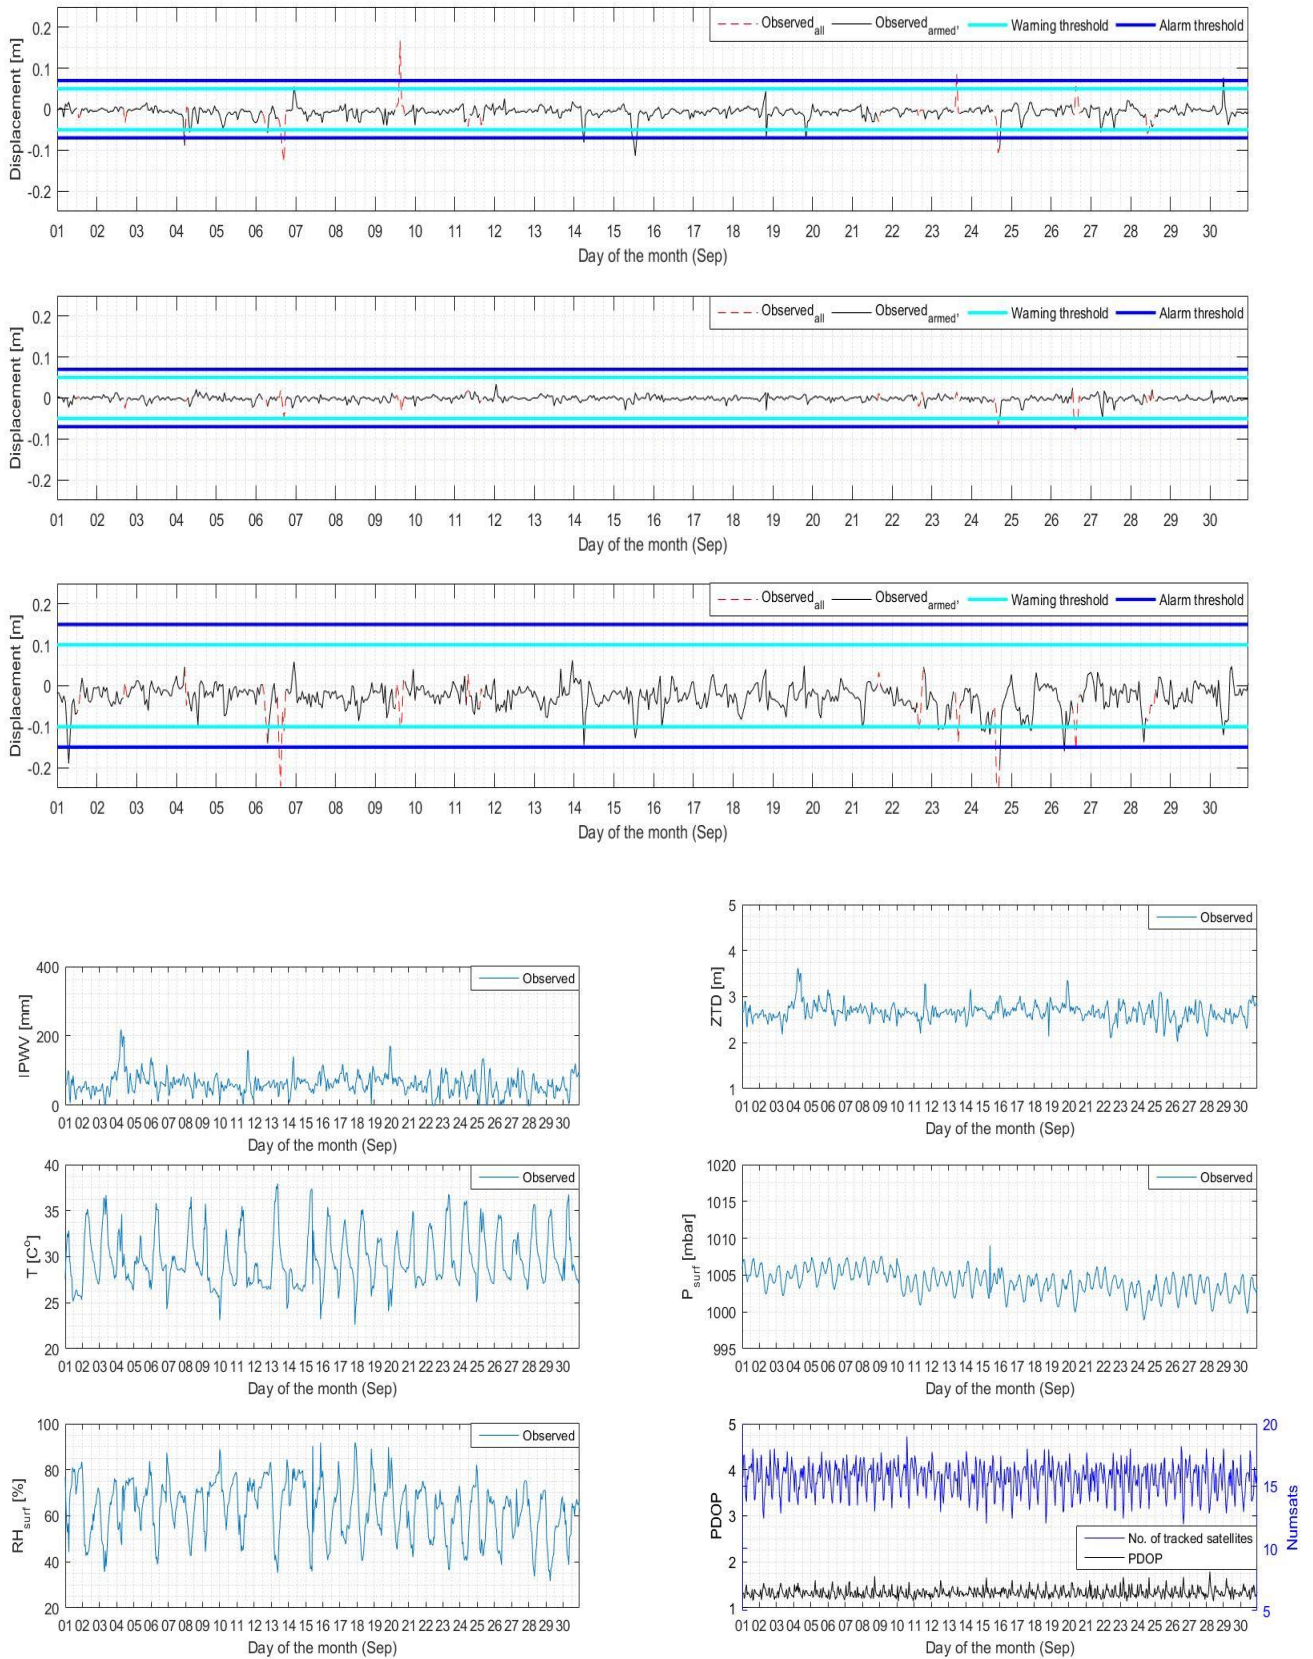 Observed all Observed armed, Warning threshold Alarm threshold
0.2
0.1
0
-0.1
-0.2
Displacement [m]
01 02 03 04 05 06 07 08 09 10 11 12 13 14 15 16 17 18 19 20 21 22 23 24 25 26 27 28 29 30
Day of the month (Sep)
Observed all Observed armed, Warning threshold Alarm threshold
0.2
0.1
0
-0.1
-0.2
Displacement [m]
01 02 03 04 05 06 07 08 09 10 11 12 13 14 15 16 17 18 19 20 21 22 23 24 25 26 27 28 29 30
Day of the month (Sep)
Observed all Observed armed, Warning threshold Alarm threshold
0.2
0.1
0
-0.1
-0.2
Displacement [m]
01 02 03 04 05 06 07 08 09 10 11 12 13 14 15 16 17 18 19 20 21 22 23 24 25 26 27 28 29 30
Day of the month (Sep)
Observed
400
200
0
IPWV [mm]
01 02 03 04 05 06 07 08 09 10 11 12 13 14 15 16 17 18 19 20 21 22 23 24 25 26 27 28 29 30
Day of the month (Sep)
Observed
5
4
3
2
1
ZTD [m]
01 02 03 04 05 06 07 08 09 10 11 12 13 14 15 16 17 18 19 20 21 22 23 24 25 26 27 28 29 30
Day of the month (Sep)
Observed
40
35
30
25
20
T [C°]
01 02 03 04 05 06 07 08 09 10 11 12 13 14 15 16 17 18 19 20 21 22 23 24 25 26 27 28 29 30
Day of the month (Sep)
Observed
1020
1015
1010
1005
1000
995
P surf [mbar]
01 02 03 04 05 06 07 08 09 10 11 12 13 14 15 16 17 18 19 20 21 22 23 24 25 26 27 28 29 30
Day of the month (Sep)
Observed
100
80
60
40
20
RH surf [%]
01 02 03 04 05 06 07 08 09 10 11 12 13 14 15 16 17 18 19 20 21 22 23 24 25 26 27 28 29 30
Day of the month (Sep)
5
4
3
2
1
PDOP
20
15
10
5
Numsats
No. of tracked satellites
PDOP
01 02 03 04 05 06 07 08 09 10 11 12 13 14 15 16 17 18 19 20 21 22 23 24 25 26 27 28 29 30
Day of the month (Sep)